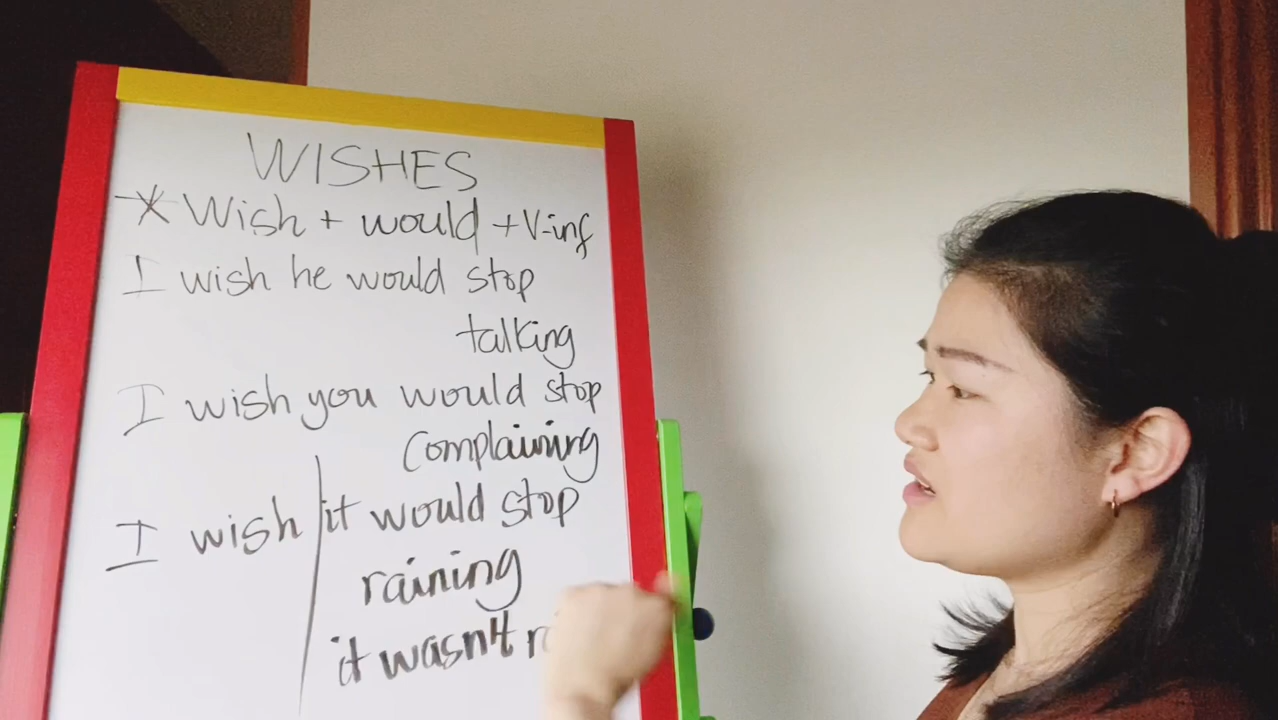 WISHES
* Wish + would + V-inf
I wish he would stop
talking
I wish you would stop
complaining
I wish it would stop
raining
it wasn't